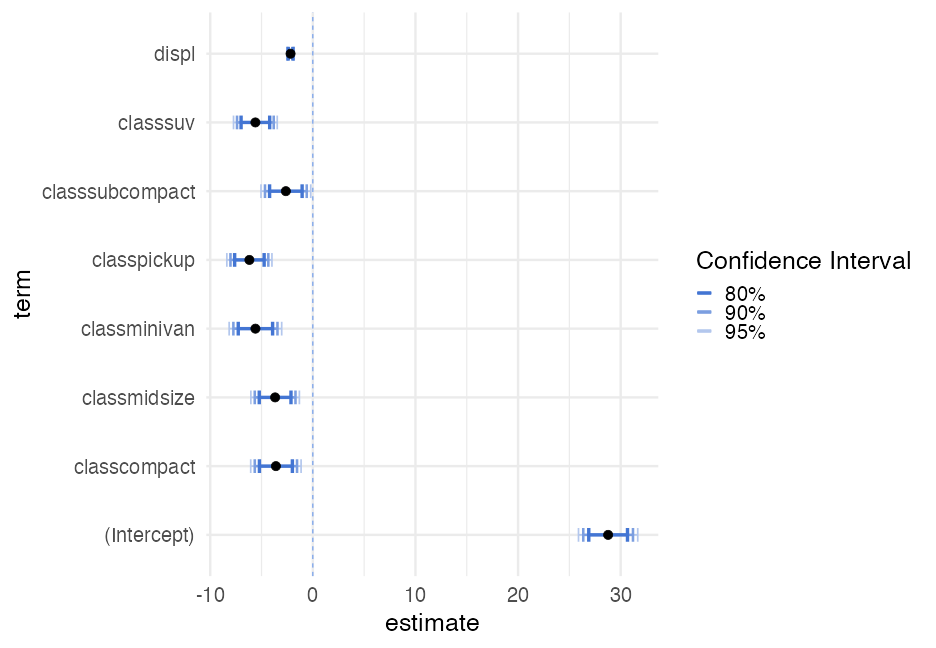 displ
classsuv
classsubcompact
classpickup
classminivan
classmidsize
classcompact
(Intercept)
term
-10 0 10 20 30
estimate
Confidence Interval
80%
90%
95%